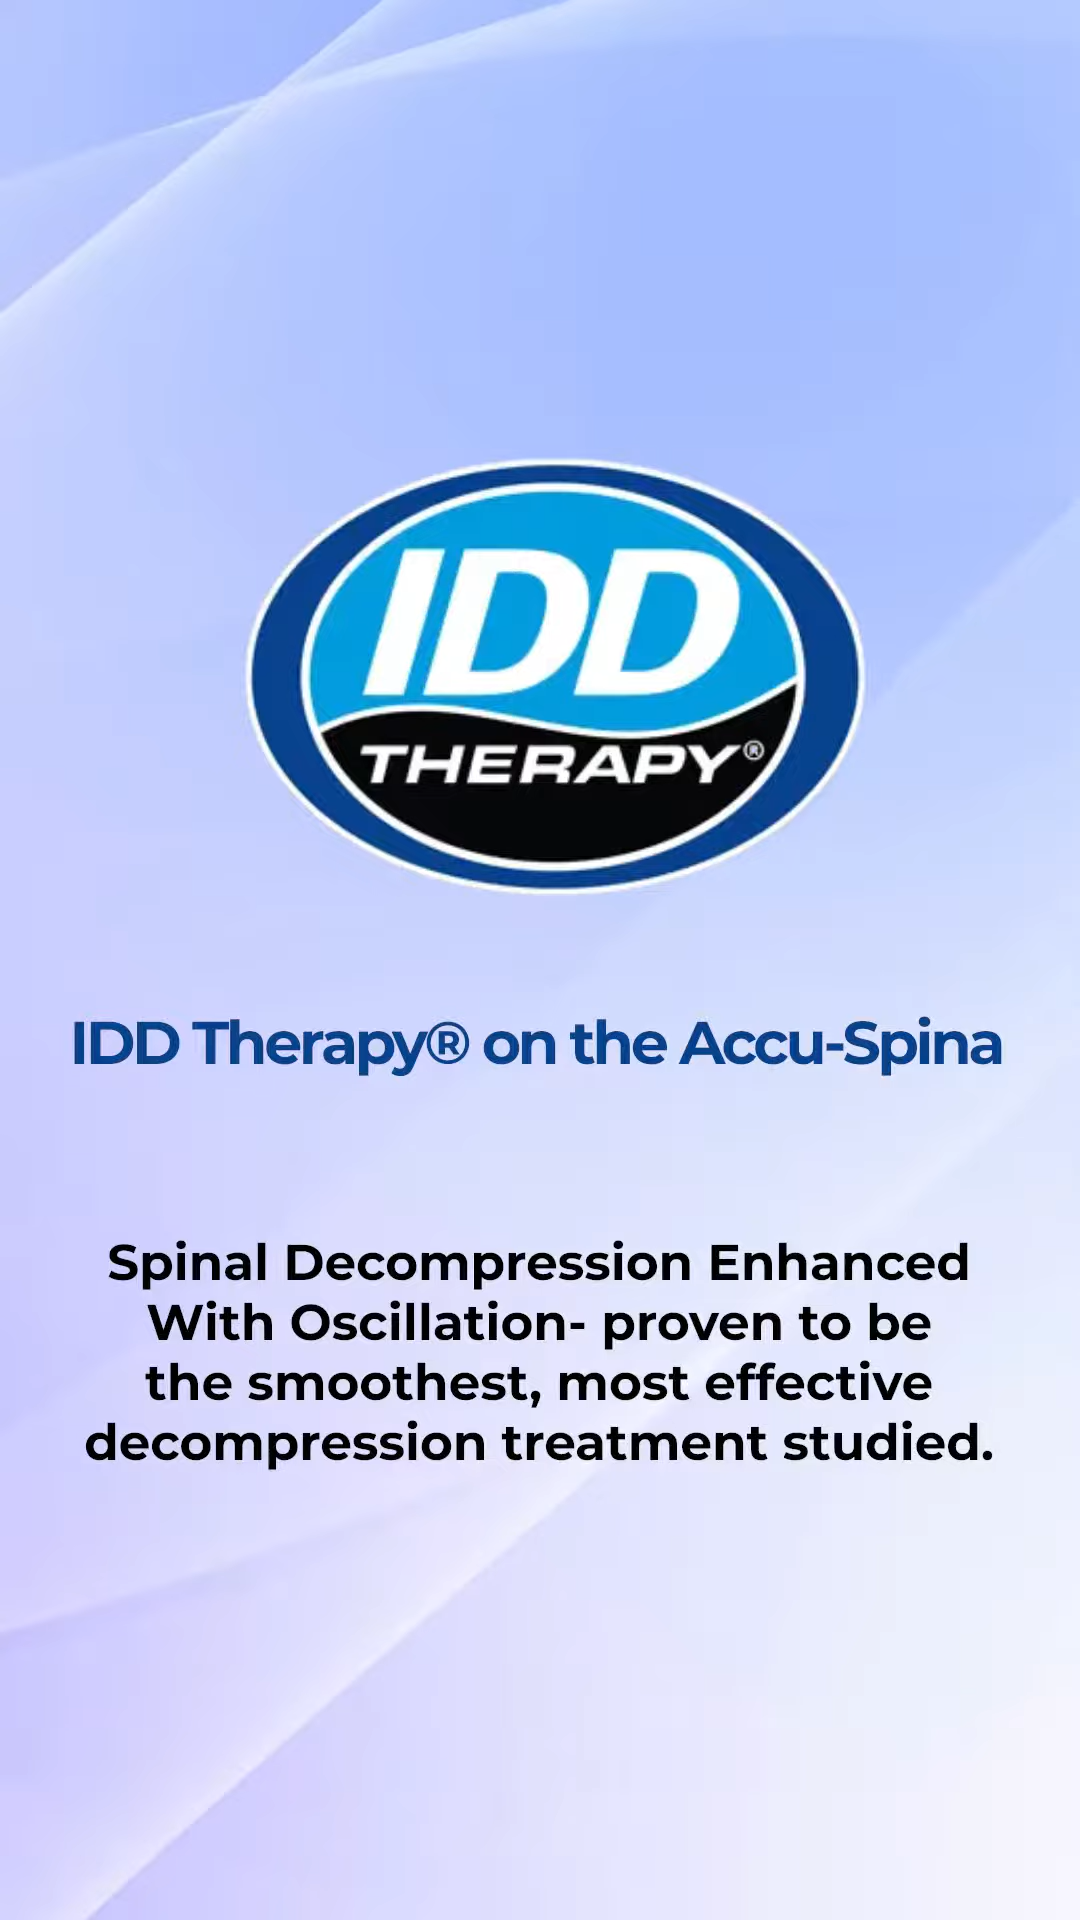 IDD
THERAPY®
IDD Therapy® on the Accu-Spina
Spinal Decompression Enhanced
With Oscillation- proven to be
the smoothest, most effective
decompression treatment studied.